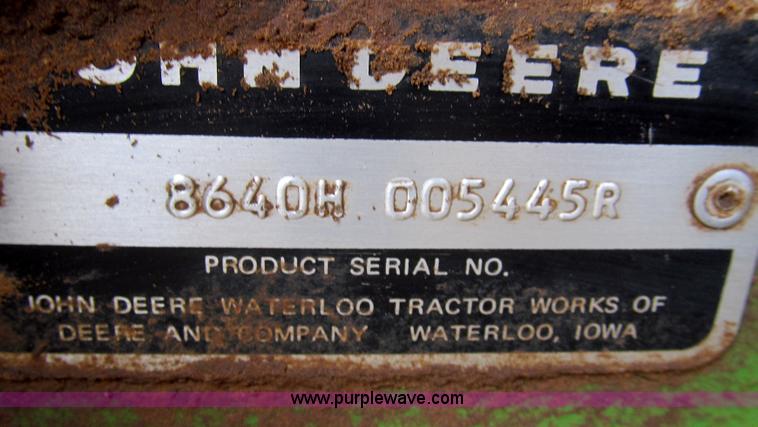 JOHN DEERE
8640H 005445R
PRODUCT SERIAL NO.
JOHN DEERE WATERLOO TRACTOR WORKS OF
DEERE AND COMPANY WATERLOO, IOWA
www.purplewave.com